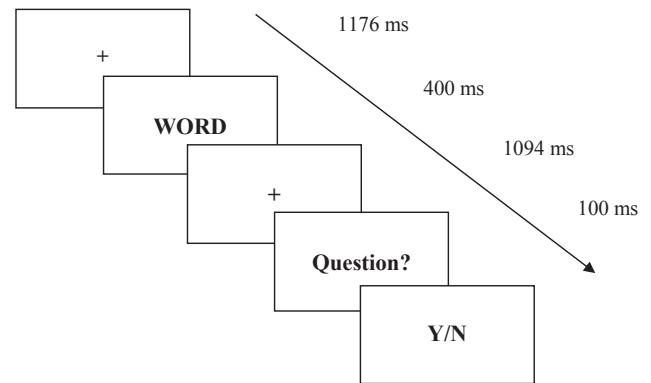 1176 ms
+
400 ms
WORD
1094 ms
+
100 ms
Question?
Y/N